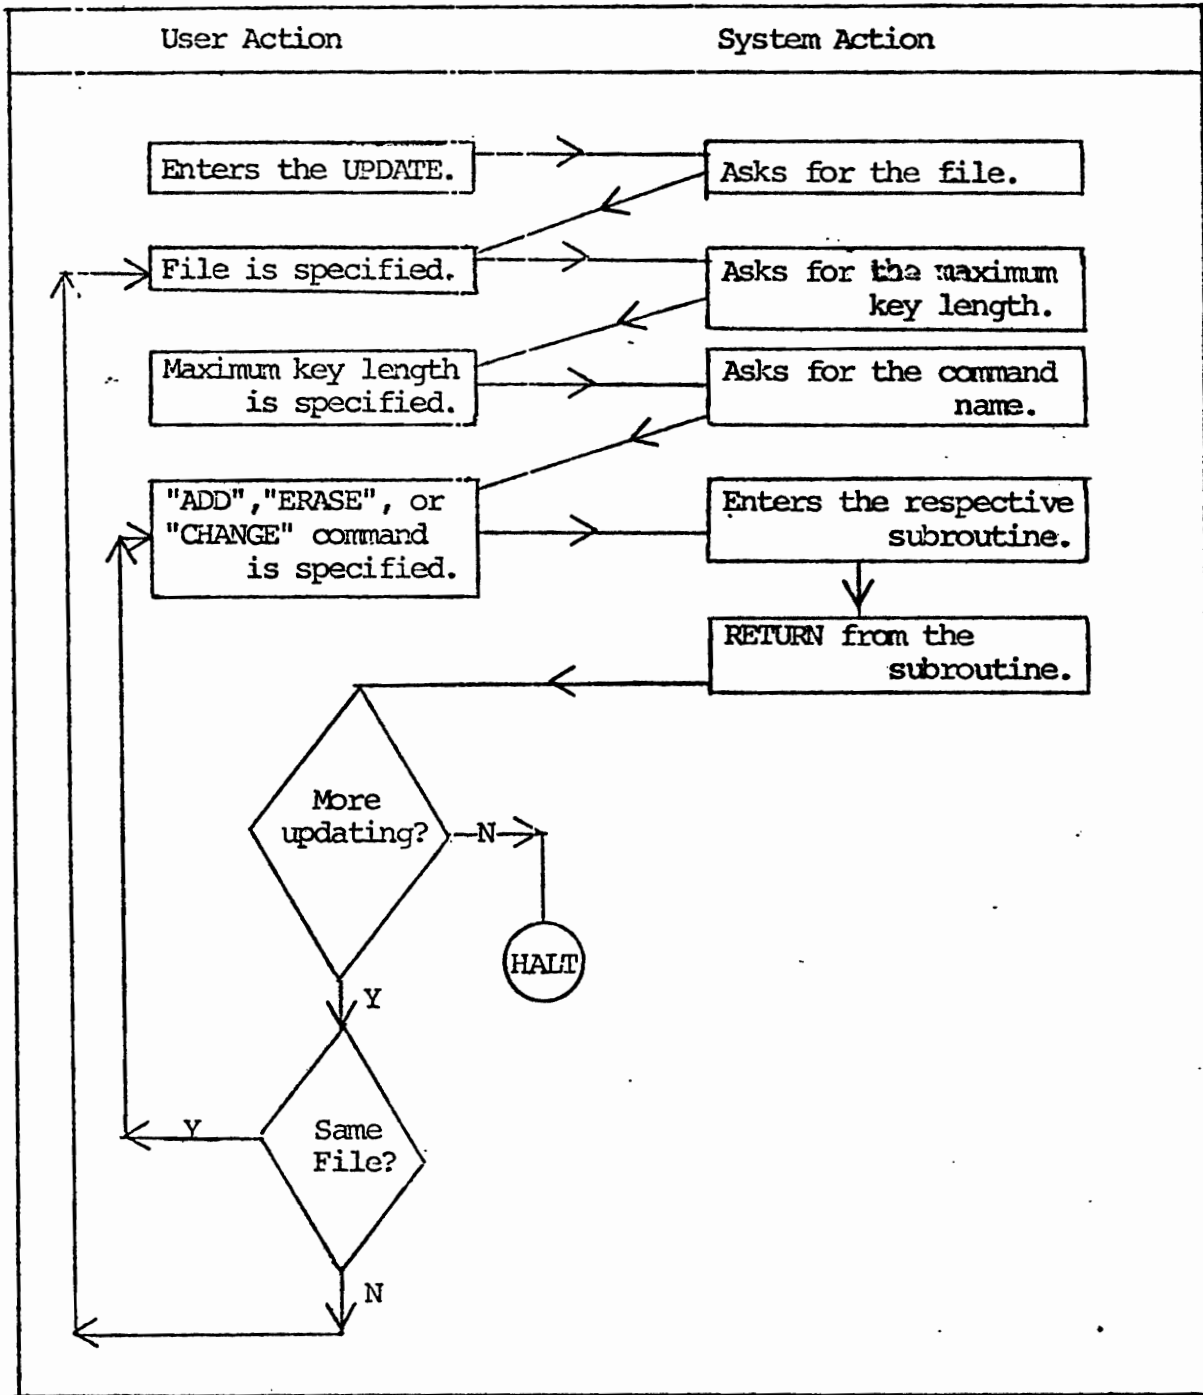 User Action
System Action
Enters the UPDATE.
Asks for the file.
File is specified.
Asks for the maximum
key length.
Maximum key length
is specified.
Asks for the command
name.
"ADD","ERASE", or
"CHANGE" command
is specified.
Enters the respective
subroutine.
RETURN from the
subroutine.
More
updating?
N
HALT
Y
Same
File?
Y
N